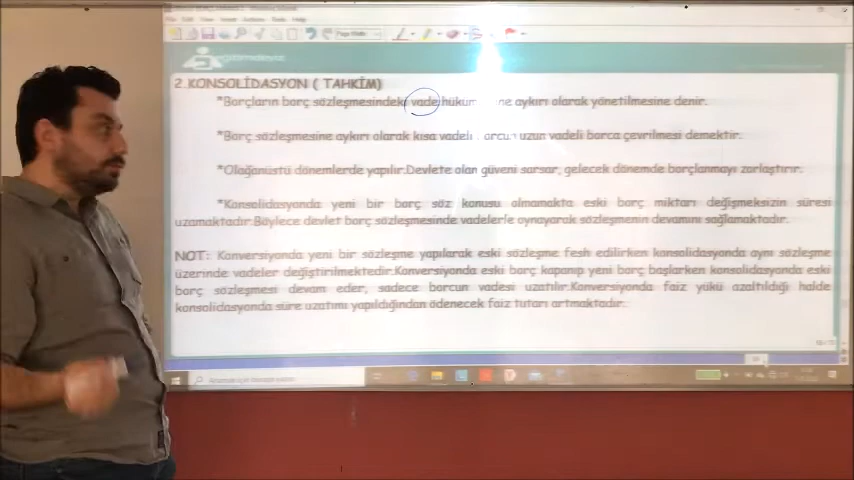 2.KONSOLİDASYON ( TAHKİM)
*Borçların borç sözleşmesindeki vade hüküm ne aykırı olarak yönetilmesine denir.
*Borç sözleşmesine aykırı olarak kısa vadeli orcun uzun vadeli borca çevrilmesi demektir.
*Olağanüstü dönemlerde yapılır.Devlete olan güveni sarsar, gelecek dönemde borçlanmayı zorlaştırır.
*Konsolidasyonda yeni bir borç söz konusu olmamakta eski borç miktarı değişmeksizin süresi
uzamaktadır.Böylece devlet borç sözleşmesinde vadelerle oynayarak sözleşmenin devamını sağlamaktadır.
NOT: Konversiyonda yeni bir sözleşme yapılarak eski sözleşme fesh edilirken konsolidasyonda aynı sözleşme
üzerinde vadeler değiştirilmektedir.Konversiyonda eski borç kapanıp yeni borç başlarken konsolidasyonda eski
borç sözleşmesi devam eder, sadece borcun vadesi uzatılır.Konversiyonda faiz yükü azaltıldığı halde
konsolidasyonda süre uzatımı yapıldığından ödenecek faiz tutarı artmaktadır.